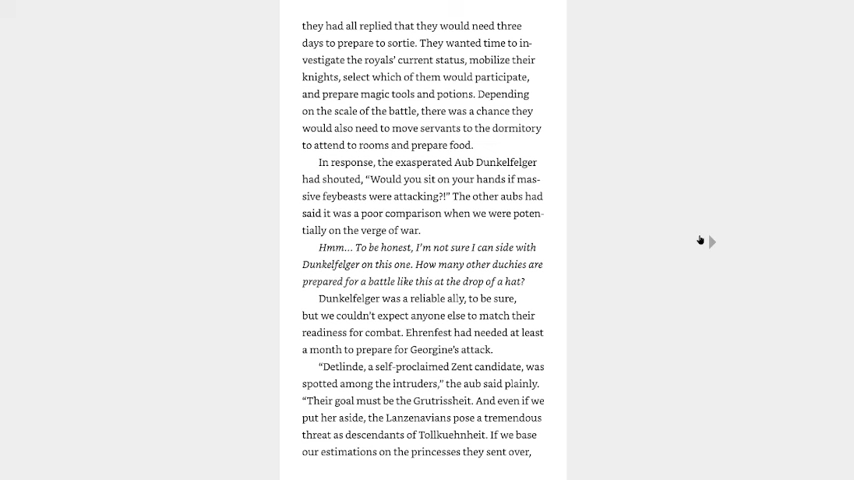 they had all replied that they would need three
days to prepare to sortie. They wanted time to in-
vestigate the royals’ current status, mobilize their
knights, select which of them would participate,
and prepare magic tools and potions. Depending
on the scale of the battle, there was a chance they
would also need to move servants to the dormitory
to attend to rooms and prepare food.
In response, the exasperated Aub Dunkelfelger
had shouted, “Would you sit on your hands if mas-
sive feybeasts were attacking?!” The other aubs had
said it was a poor comparison when we were poten-
tially on the verge of war.
Hmm... To be honest, I’m not sure I can side with
Dunkelfelger on this one. How many other duchies are
prepared for a battle like this at the drop of a hat?
Dunkelfelger was a reliable ally, to be sure,
but we couldn’t expect anyone else to match their
readiness for combat. Ehrenfest had needed at least
a month to prepare for Georgine’s attack.
“Detlinde, a self-proclaimed Zent candidate, was
spotted among the intruders,” the aub said plainly.
“Their goal must be the Grutrissheit. And even if we
put her aside, the Lanzenavians pose a tremendous
threat as descendants of Tollkuehnheit. If we base
our estimations on the princesses they sent over,